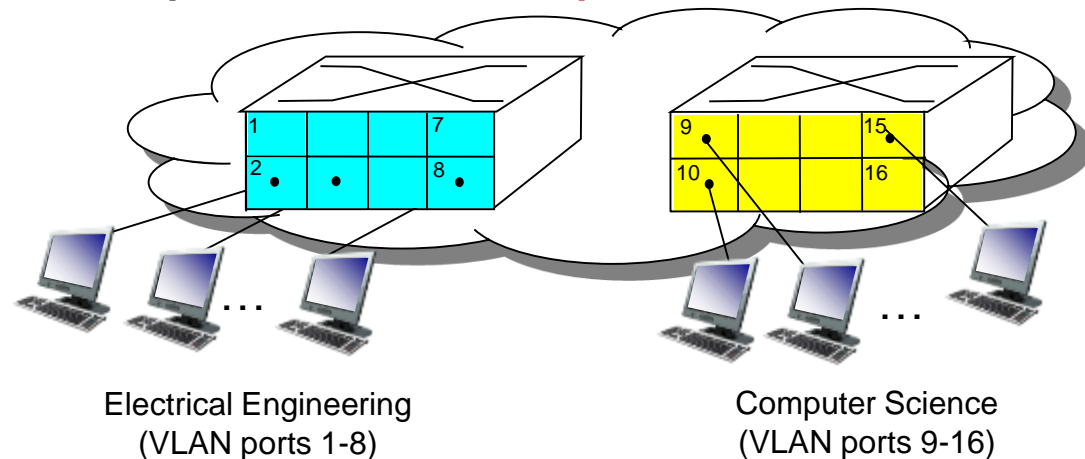 1 7
2 8
9 15
10 16
... ...
Electrical Engineering
(VLAN ports 1-8)
Computer Science
(VLAN ports 9-16)